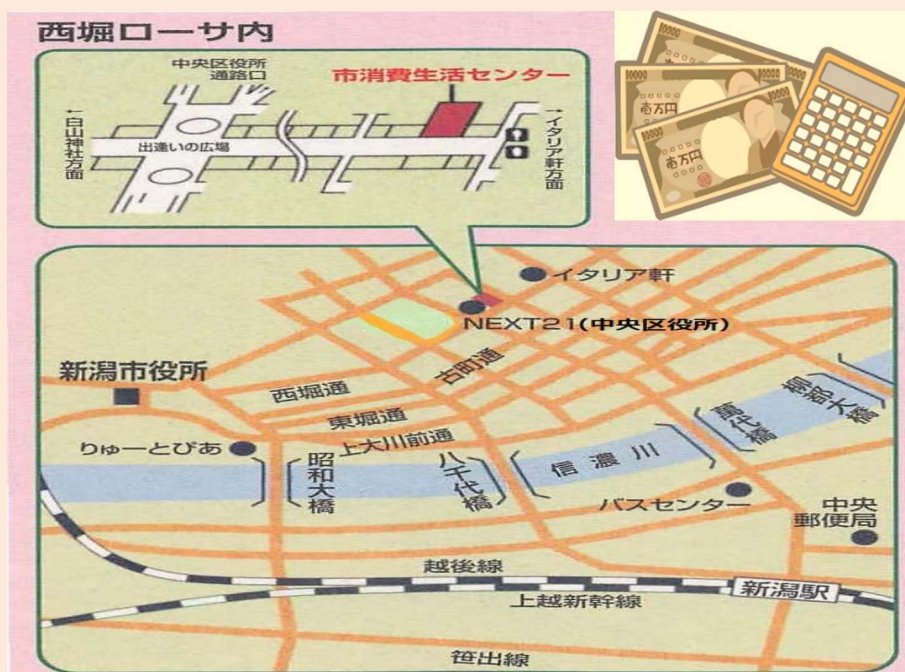 西堀ローサ内
中央区役所
通路口
市消費生活センター
←白山神社方面
出逢いの広場
→イタリア軒方面
10000
10000
壱万円
10000
壱万円
イタリア軒
NEXT21(中央区役所)
古町通
新潟市役所
西堀通
東堀通
上大川前通
りゅーとぴあ
昭和大橋
八千代橋
信濃川
萬代橋
柳都大橋
バスセンター
中央
郵便局
越後線
上越新幹線
新潟駅
笹出線